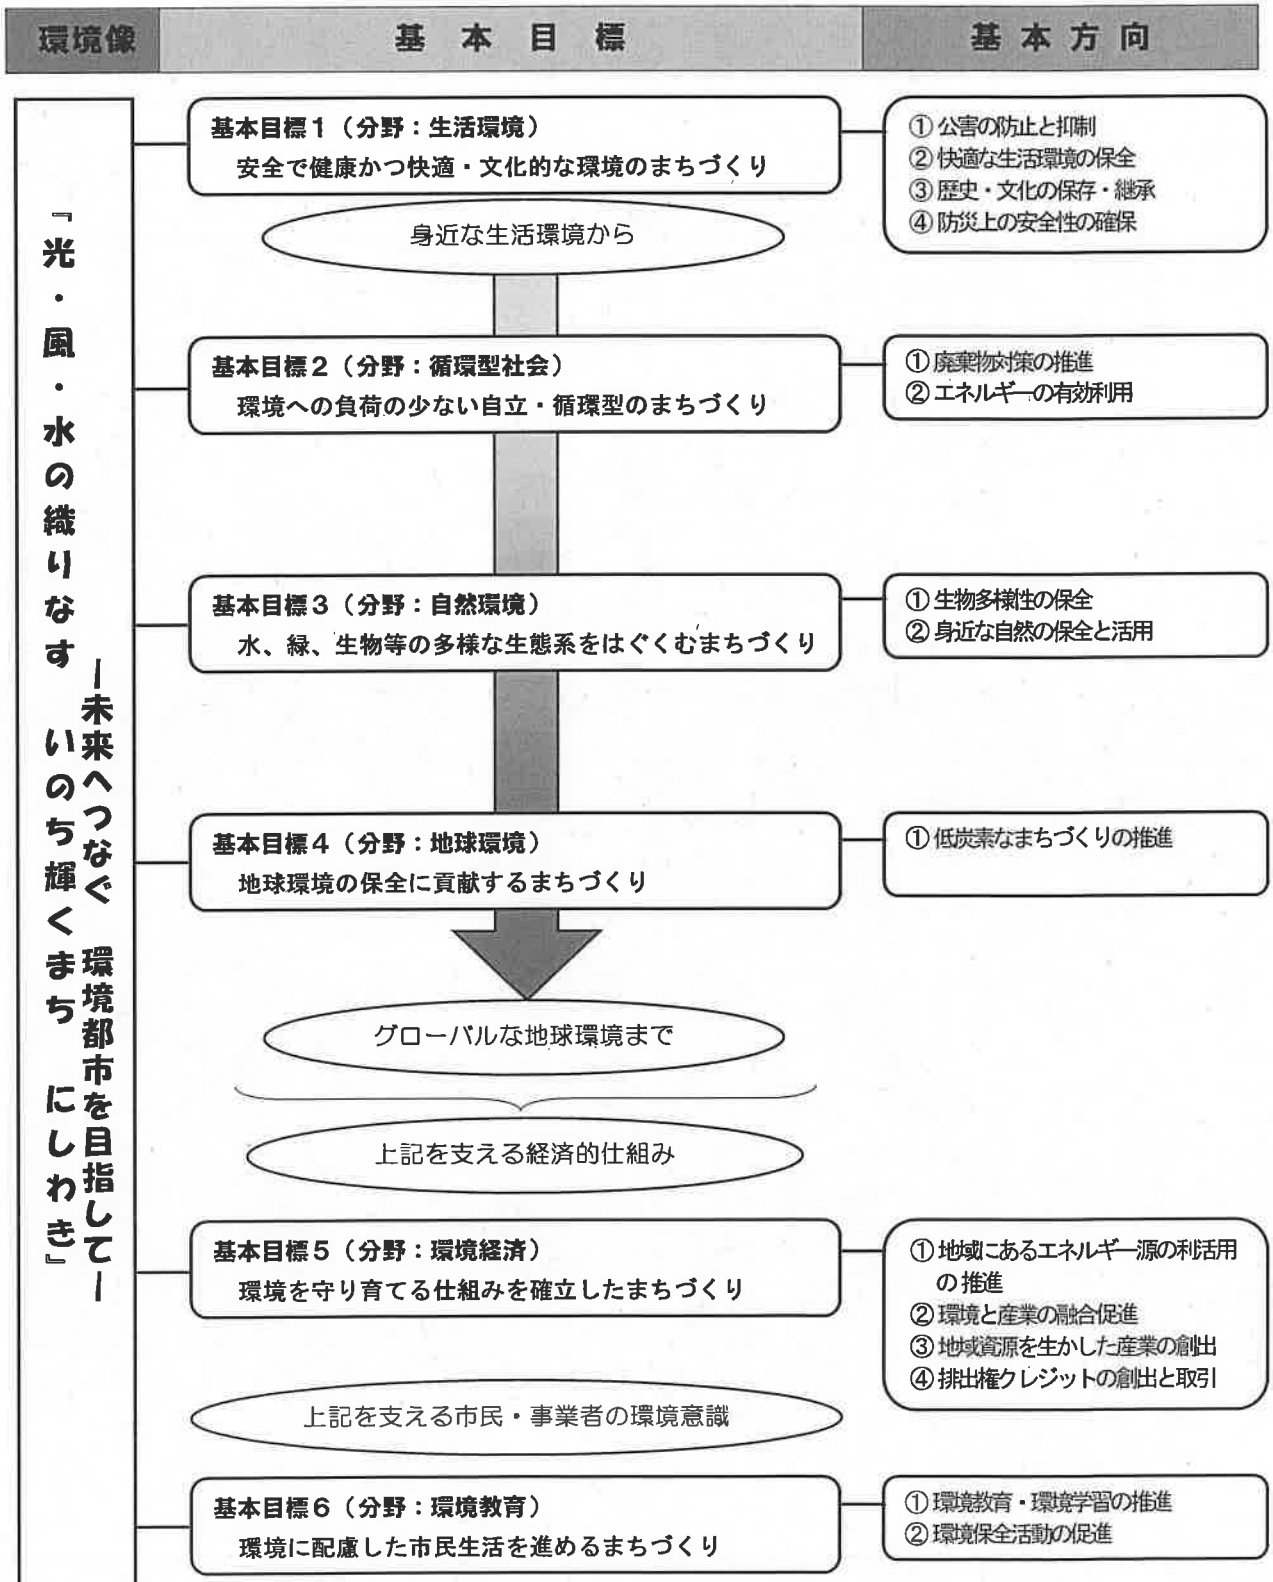 環境像
基本目標
基本方向
『光・風・水の織りなす　いのち輝くまち　にしわき』
―未来へつなぐ　環境都市を目指して―
基本目標1（分野：生活環境）
安全で健康かつ快適・文化的な環境のまちづくり
①公害の防止と抑制
②快適な生活環境の保全
③歴史・文化の保存・継承
④防災上の安全性の確保
身近な生活環境から
基本目標2（分野：循環型社会）
環境への負荷の少ない自立・循環型のまちづくり
①廃棄物対策の推進
②エネルギーの有効利用
基本目標3（分野：自然環境）
水、緑、生物等の多様な生態系をはぐくむまちづくり
①生物多様性の保全
②身近な自然の保全と活用
基本目標4（分野：地球環境）
地球環境の保全に貢献するまちづくり
①低炭素なまちづくりの推進
グローバルな地球環境まで
上記を支える経済的仕組み
基本目標5（分野：環境経済）
環境を守り育てる仕組みを確立したまちづくり
①地域にあるエネルギー源の利活用
の推進
②環境と産業の融合促進
③地域資源を生かした産業の創出
④排出権クレジットの創出と取引
上記を支える市民・事業者の環境意識
基本目標6（分野：環境教育）
環境に配慮した市民生活を進めるまちづくり
①環境教育・環境学習の推進
②環境保全活動の促進